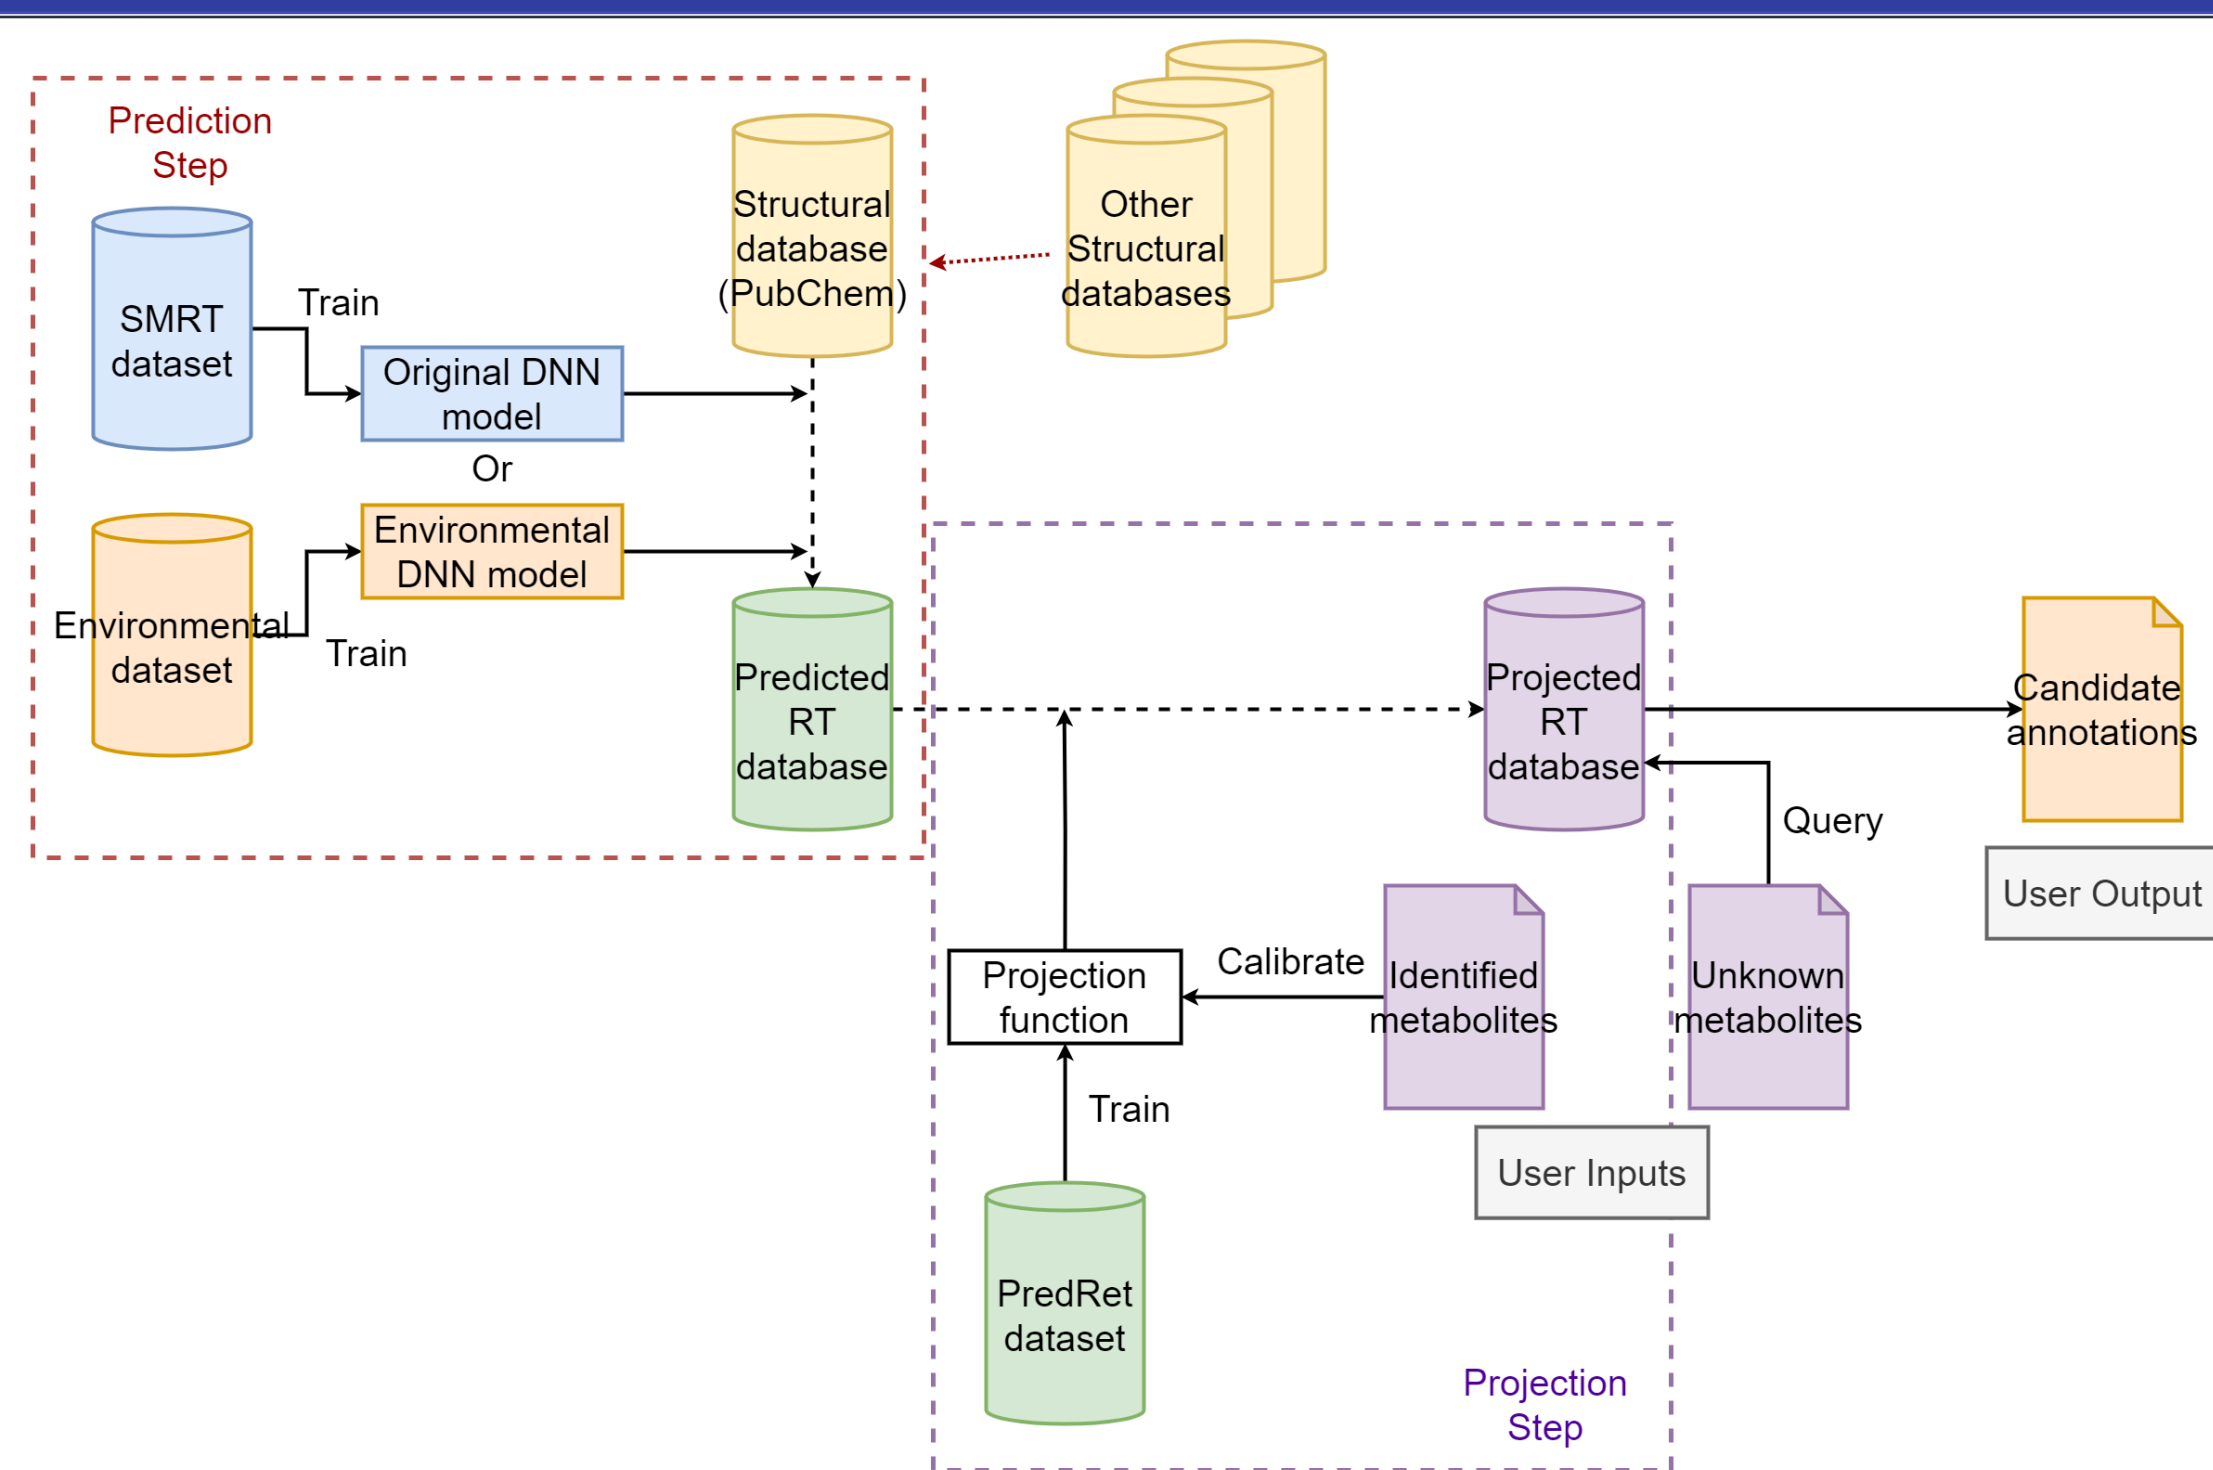 Prediction
Step
SMRT
dataset
Train
Original DNN
model
Or
Environmental
DNN model
Environmental
dataset
Train
Structural
database
(PubChem)
Other
Structural
databases
Predicted
RT
database
Projected
RT
database
Candidate
annotations
Query
User Output
Projection
function
Calibrate
Identified
metabolites
Unknown
metabolites
Train
User Inputs
PredRet
dataset
Projection
Step